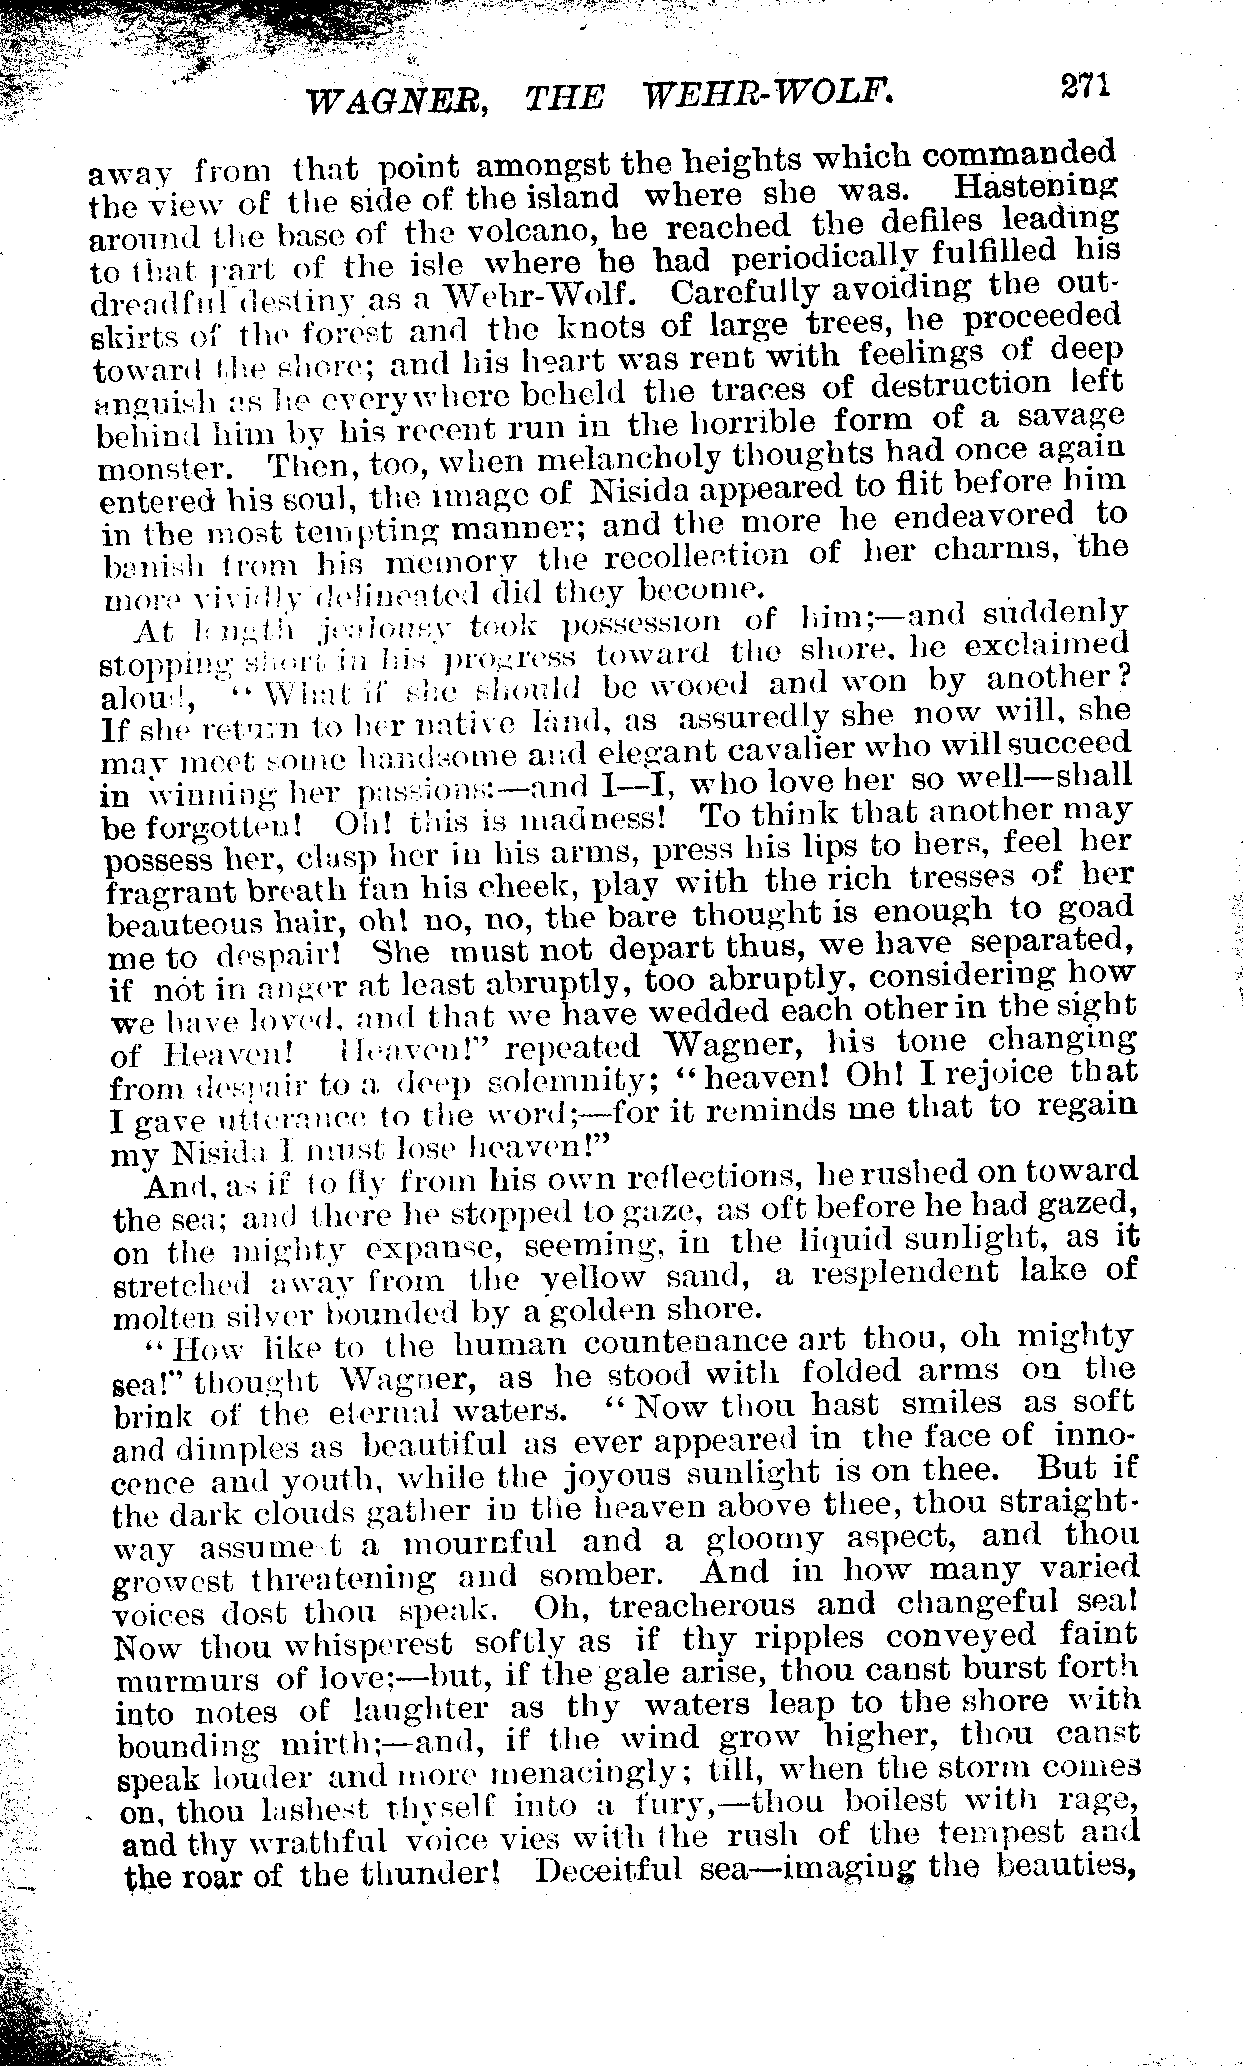 WAGNER, THE WEHR-WOLF. 271
away from that point amongst the heights which commanded
the view of the side of the island where she was. Hastening
around the base of the volcano, he reached the defiles leading
to that part of the isle where he had periodically fulfilled his
dreadful destiny as a Wehr-Wolf. Carefully avoiding the out-
skirts of the forest and the knots of large trees, he proceeded
toward the shore; and his heart was rent with feelings of deep
anguish as he everywhere beheld the traces of destruction left
behind him by his recent run in the horrible form of a savage
monster. Then, too, when melancholy thoughts had once again
entered his soul, the image of Nisida appeared to flit before him
in the most tempting manner; and the more he endeavored to
banish from his memory the recollection of her charms, the
more vividly delineated did they become.
At length jealousy took possession of him;—and suddenly
stopping short in his progress toward the shore, he exclaimed
aloud, "What if she should be wooed and won by another?
If she return to her native land, as assuredly she now will, she
may meet some handsome and elegant cavalier who will succeed
in winning her passions:—and I—I, who love her so well—shall
be forgotten! Oh! this is madness! To think that another may
possess her, clasp her in his arms, press his lips to hers, feel her
fragrant breath fan his cheek, play with the rich tresses of her
beauteous hair, oh! no, no, the bare thought is enough to goad
me to despair! She must not depart thus, we have separated,
if not in anger at least abruptly, too abruptly, considering how
we have loved, and that we have wedded each other in the sight
of Heaven! Heaven!" repeated Wagner, his tone changing
from despair to a deep solemnity; "heaven! Oh! I rejoice that
I gave utterance to the word;—for it reminds me that to regain
my Nisida I must lose heaven!"
And, as if to fly from his own reflections, he rushed on toward
the sea; and there he stopped to gaze, as oft before he had gazed,
on the mighty expanse, seeming, in the liquid sunlight, as it
stretched away from the yellow sand, a resplendent lake of
molten silver bounded by a golden shore.
"How like to the human countenance art thou, oh mighty
sea!" thought Wagner, as he stood with folded arms on the
brink of the eternal waters. "Now thou hast smiles as soft
and dimples as beautiful as ever appeared in the face of inno-
cence and youth, while the joyous sunlight is on thee. But if
the dark clouds gather in the heaven above thee, thou straight-
way assume t a mournful and a gloomy aspect, and thou
growest threatening and somber. And in how many varied
voices dost thou speak. Oh, treacherous and changeful sea!
Now thou whisperest softly as if thy ripples conveyed faint
murmurs of love;—but, if the gale arise, thou canst burst forth
into notes of laughter as thy waters leap to the shore with
bounding mirth;—and, if the wind grow higher, thou canst
speak louder and more menacingly; till, when the storm comes
on, thou lashest thyself into a fury,—thou boilest with rage,
and thy wrathful voice vies with the rush of the tempest and
the roar of the thunder! Deceitful sea—imaging the beauties,